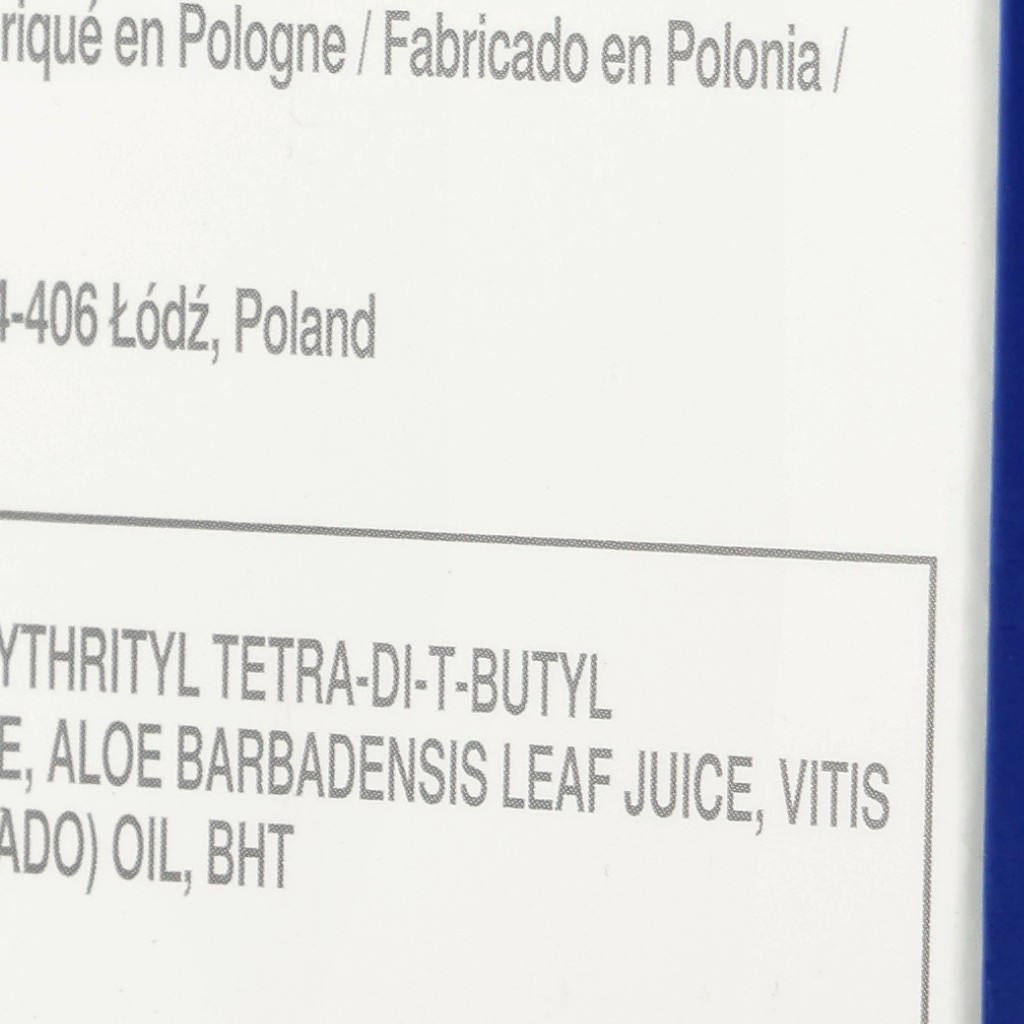 riqué en Pologne / Fabricado en Polonia /
4-406 Łódź, Poland
YTHRITYL TETRA-DI-T-BUTYL
E, ALOE BARBADENSIS LEAF JUICE, VITIS
ADO) OIL, BHT